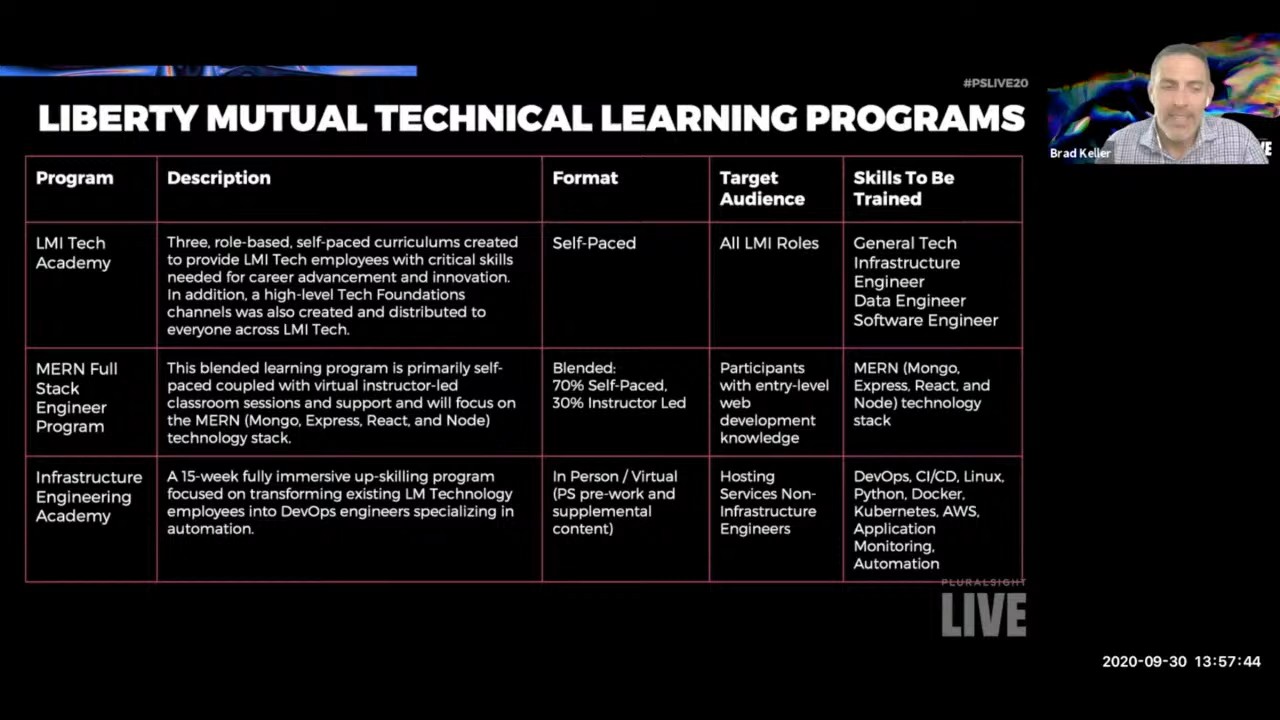 #PSLIVE20
LIBERTY MUTUAL TECHNICAL LEARNING PROGRAMS
Brad Keller
Program
Description
Format
Target
Audience
Skills To Be
Trained
LMI Tech
Academy
Three, role-based, self-paced curriculums created
to provide LMI Tech employees with critical skills
needed for career advancement and innovation.
In addition, a high-level Tech Foundations
channels was also created and distributed to
everyone across LMI Tech.
Self-Paced
All LMI Roles
General Tech
Infrastructure
Engineer
Data Engineer
Software Engineer
MERN Full
Stack
Engineer
Program
This blended learning program is primarily self-
paced coupled with virtual instructor-led
classroom sessions and support and will focus on
the MERN (Mongo, Express, React, and Node)
technology stack.
Blended:
70% Self-Paced,
30% Instructor Led
Participants
with entry-level
web
development
knowledge
MERN (Mongo,
Express, React, and
Node) technology
stack
Infrastructure
Engineering
Academy
A 15-week fully immersive up-skilling program
focused on transforming existing LM Technology
employees into DevOps engineers specializing in
automation.
In Person / Virtual
(PS pre-work and
supplemental
content)
Hosting
Services Non-
Infrastructure
Engineers
DevOps, CI/CD, Linux,
Python, Docker,
Kubernetes, AWS,
Application
Monitoring,
Automation
PLURALSIGHT
LIVE
2020-09-30 13:57:44